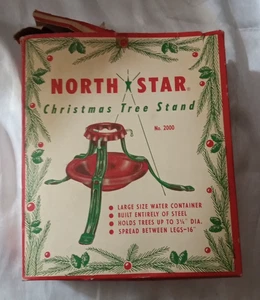 NORTH STAR®
Christmas Tree Stand
No. 2000
• LARGE SIZE WATER CONTAINER
• BUILT ENTIRELY OF STEEL
• HOLDS TREES UP TO 3¼" DIA.
• SPREAD BETWEEN LEGS—16"